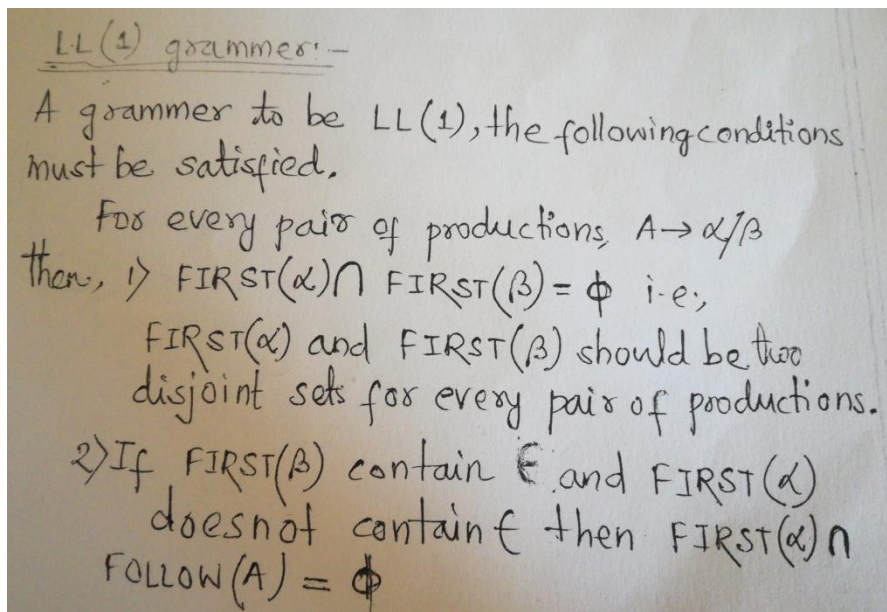 LL(1) grammer:-
A grammer to be LL(1), the following conditions
must be satisfied.
For every pair of productions, A→ α/β
then, 1) FIRST(α)∩ FIRST(β) = ϕ i.e;,
FIRST(α) and FIRST(β) should be two
disjoint sets for every pair of productions.
2) If FIRST(β) contain ϵ and FIRST(α)
doesnot contain ϵ then FIRST(α)∩
FOLLOW(A) = ϕ